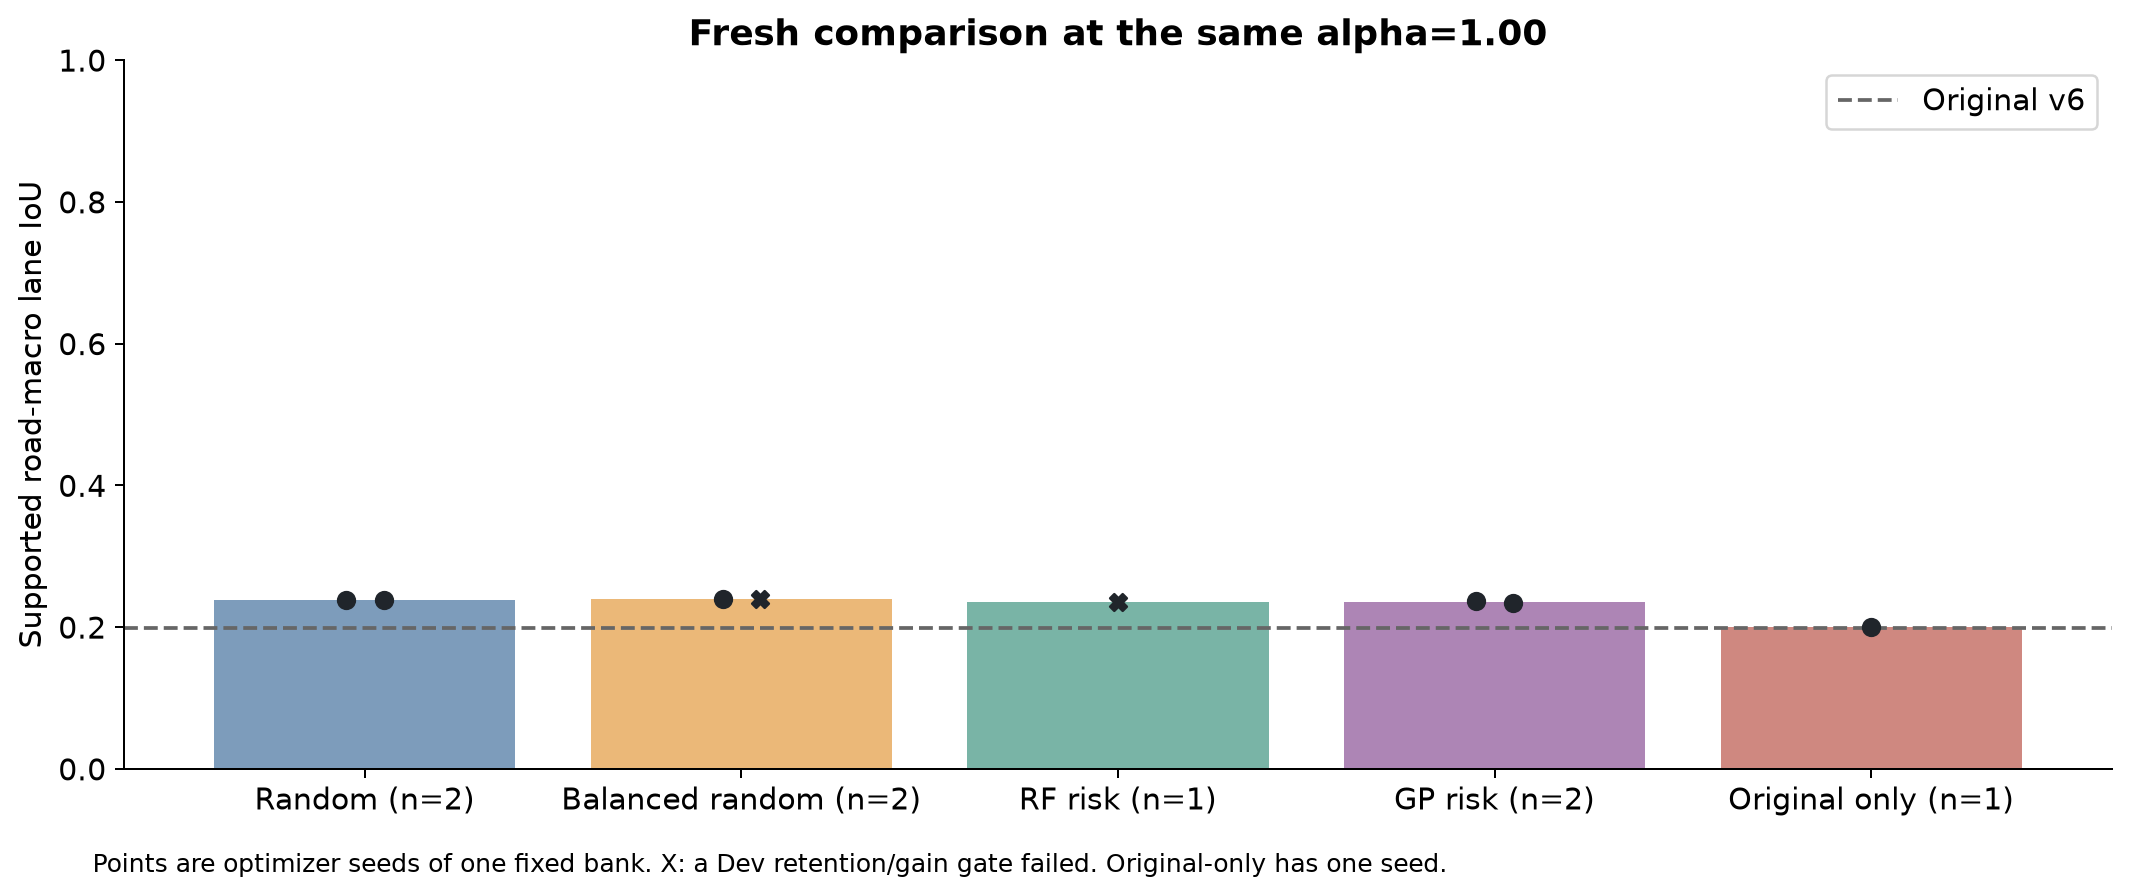 Fresh comparison at the same alpha=1.00
Original v6
Supported road-macro lane IoU
1.0
0.8
0.6
0.4
0.2
0.0
Random (n=2)
Balanced random (n=2)
RF risk (n=1)
GP risk (n=2)
Original only (n=1)
Points are optimizer seeds of one fixed bank. X: a Dev retention/gain gate failed. Original-only has one seed.